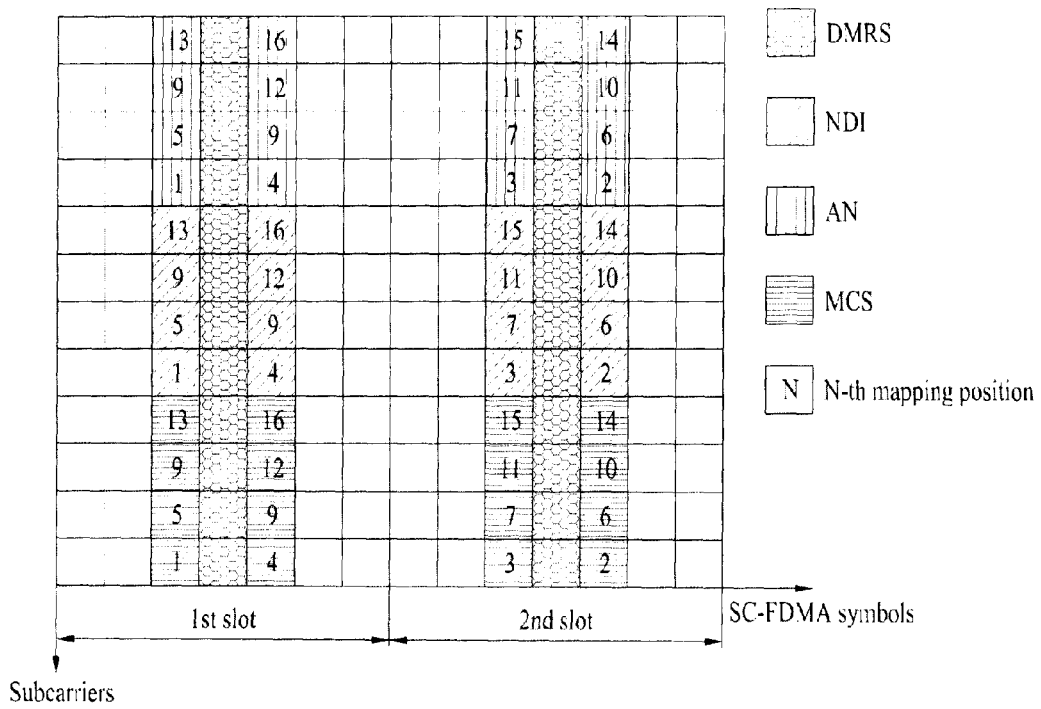 13 16 15 14 DMRS
9 12 11 10
5 9 7 6 NDI
1 4 3 2
13 16 15 14 AN
9 12 11 10
5 9 7 6 MCS
1 4 3 2
13 16 15 14 N N-th mapping position
9 12 11 10
5 9 7 6
1 4 3 2
1st slot 2nd slot SC-FDMA symbols
Subcarriers